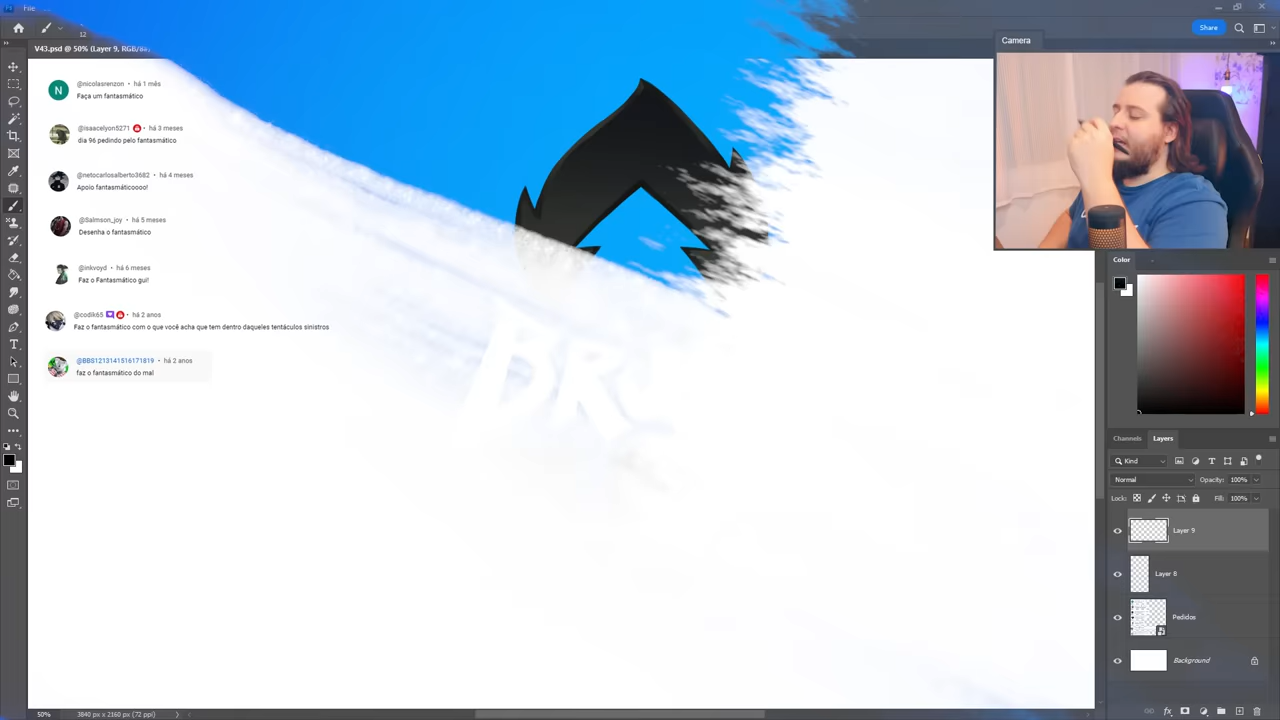 File
12
Share
V43.psd @ 50% (Layer 9, RGB/8#)
Camera
N
@nicolasrenzon • há 1 mês
Faça um fantasmático
@isaacelyon5271 • há 3 meses
dia 96 pedindo pelo fantasmático
@netocarlosalberto3682 • há 4 meses
Apoio fantasmáticoooo!
@Salmson_joy • há 5 meses
Desenha o fantasmático
@inkvoyd • há 6 meses
Faz o Fantasmático gui!
@codik65 • há 2 anos
Faz o fantasmático com o que você acha que tem dentro daqueles tentáculos sinistros
@BBS1213141516171819 • há 2 anos
faz o fantasmático do mal
DR
Color
Channels
Layers
Kind
Normal
Opacity: 100%
Lock:
Fill: 100%
Layer 9
Layer 8
Pedidos
Background
50%
3840 px x 2160 px (72 ppi)